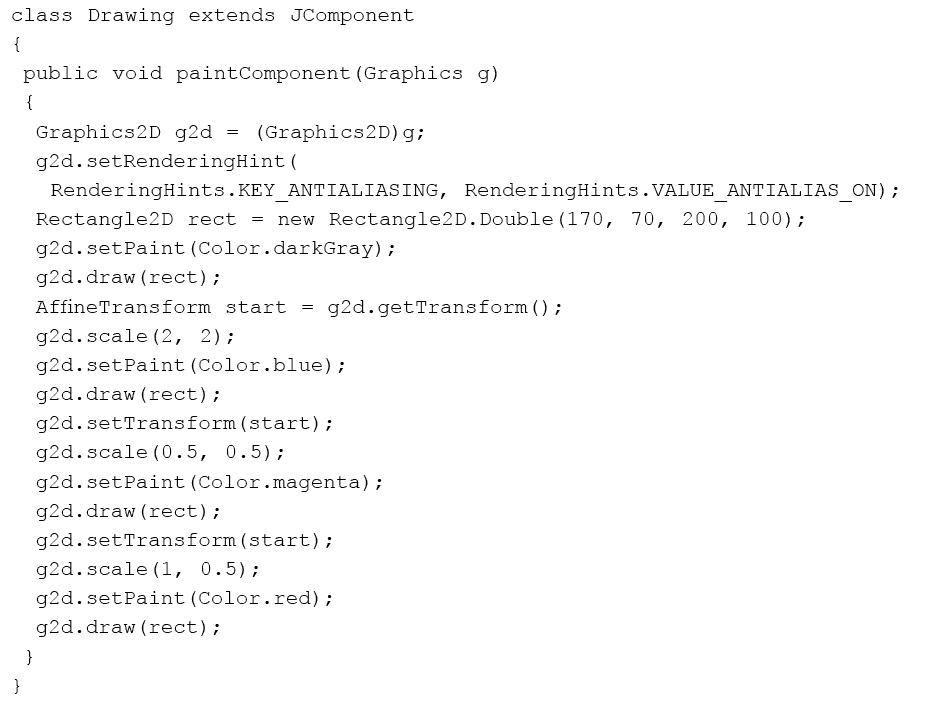 class Drawing extends JComponent
{
 public void paintComponent(Graphics g)
 {
  Graphics2D g2d = (Graphics2D)g;
  g2d.setRenderingHint(
   RenderingHints.KEY_ANTIALIASING, RenderingHints.VALUE_ANTIALIAS_ON);
  Rectangle2D rect = new Rectangle2D.Double(170, 70, 200, 100);
  g2d.setPaint(Color.darkGray);
  g2d.draw(rect);
  AffineTransform start = g2d.getTransform();
  g2d.scale(2, 2);
  g2d.setPaint(Color.blue);
  g2d.draw(rect);
  g2d.setTransform(start);
  g2d.scale(0.5, 0.5);
  g2d.setPaint(Color.magenta);
  g2d.draw(rect);
  g2d.setTransform(start);
  g2d.scale(1, 0.5);
  g2d.setPaint(Color.red);
  g2d.draw(rect);
 }
}